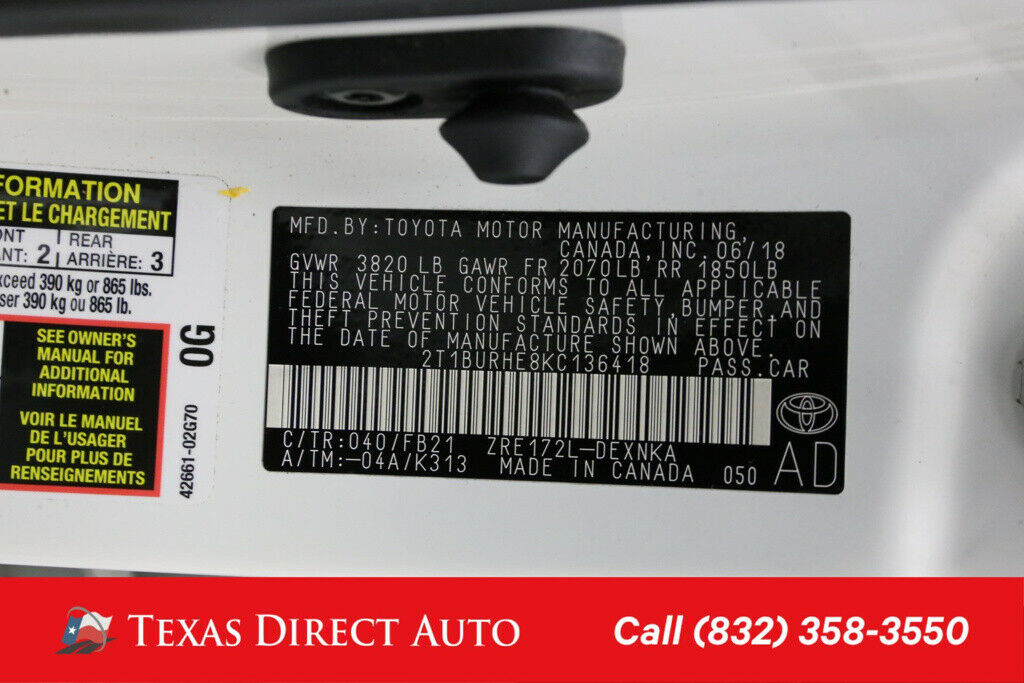 FORMATION
ET LE CHARGEMENT
ONT
ANT: 2
REAR
ARRIÈRE: 3
xceed 390 kg or 865 lbs.
ser 390 kg ou 865 lb.
SEE OWNER'S
MANUAL FOR
ADDITIONAL
INFORMATION
VOIR LE MANUEL
DE L'USAGER
POUR PLUS DE
RENSEIGNEMENTS
0G
42661-02G70
MFD.BY:TOYOTA MOTOR MANUFACTURING,
CANADA,INC.06/18
GVWR 3820 LB GAWR FR 2070LB RR 1850LB
THIS VEHICLE CONFORMS TO ALL APPLICABLE
FEDERAL MOTOR VEHICLE SAFETY,BUMPER,AND
THEFT PREVENTION STANDARDS IN EFFECT ON
THE DATE OF MANUFACTURE SHOWN ABOVE.
2T1BURHE8KC136418 PASS.CAR
C/TR:040/FB21 ZRE172L-DEXNKA
A/TM:-04A/K313 MADE IN CANADA 050
AD
TEXAS DIRECT AUTO
Call (832) 358-3550